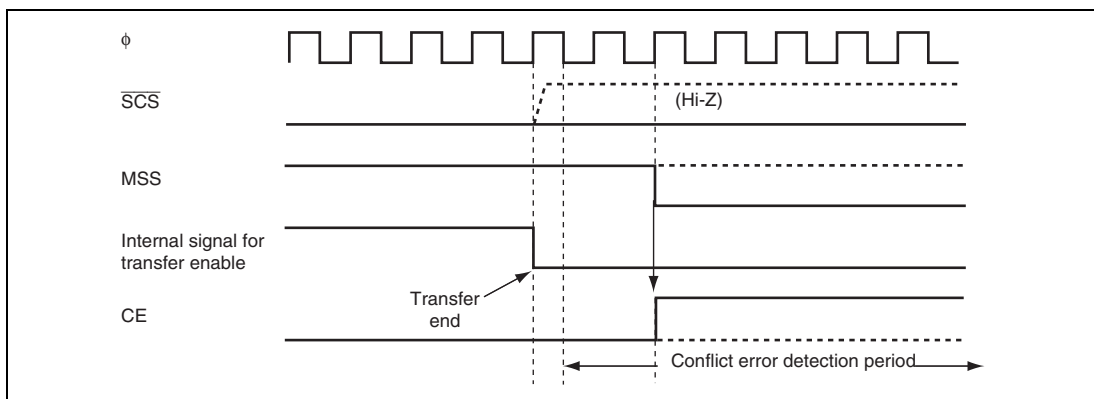 ϕ
SCS
(Hi-Z)
MSS
Internal signal for
transfer enable
Transfer
end
CE
Conflict error detection period